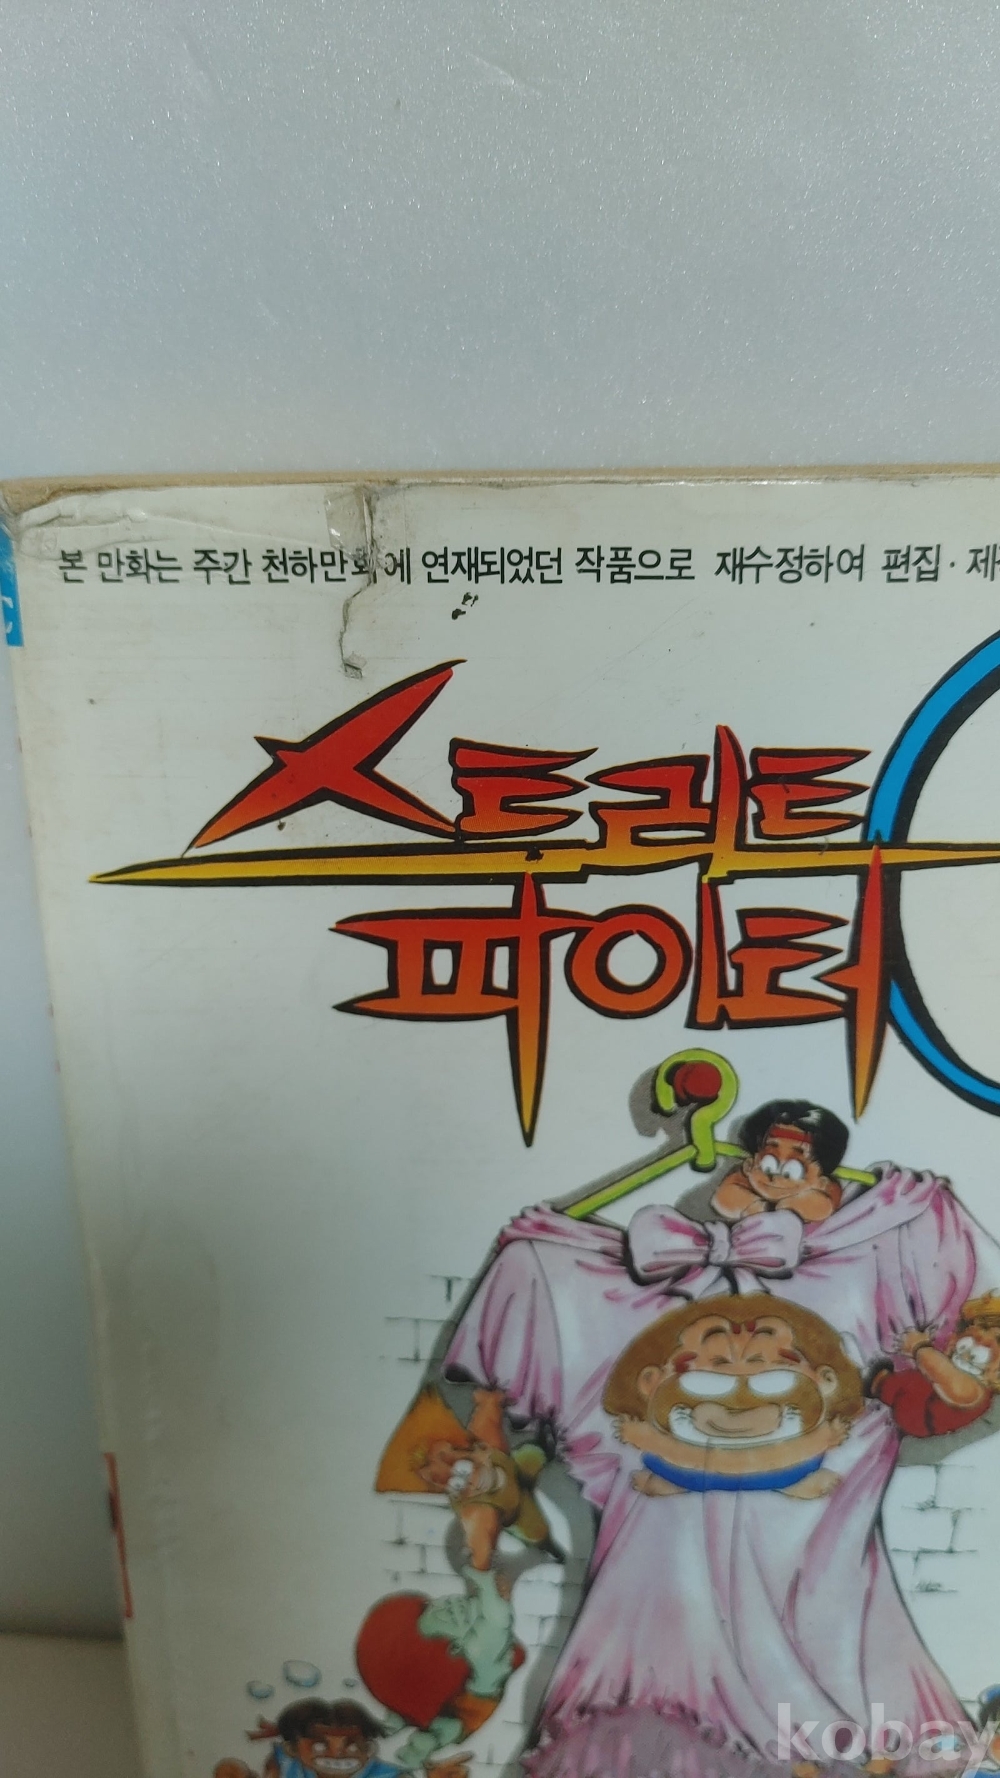 본 만화는 주간 천하만화에 연재되었던 작품으로 재수정하여 편집·제
스트리트
파이터
kobay